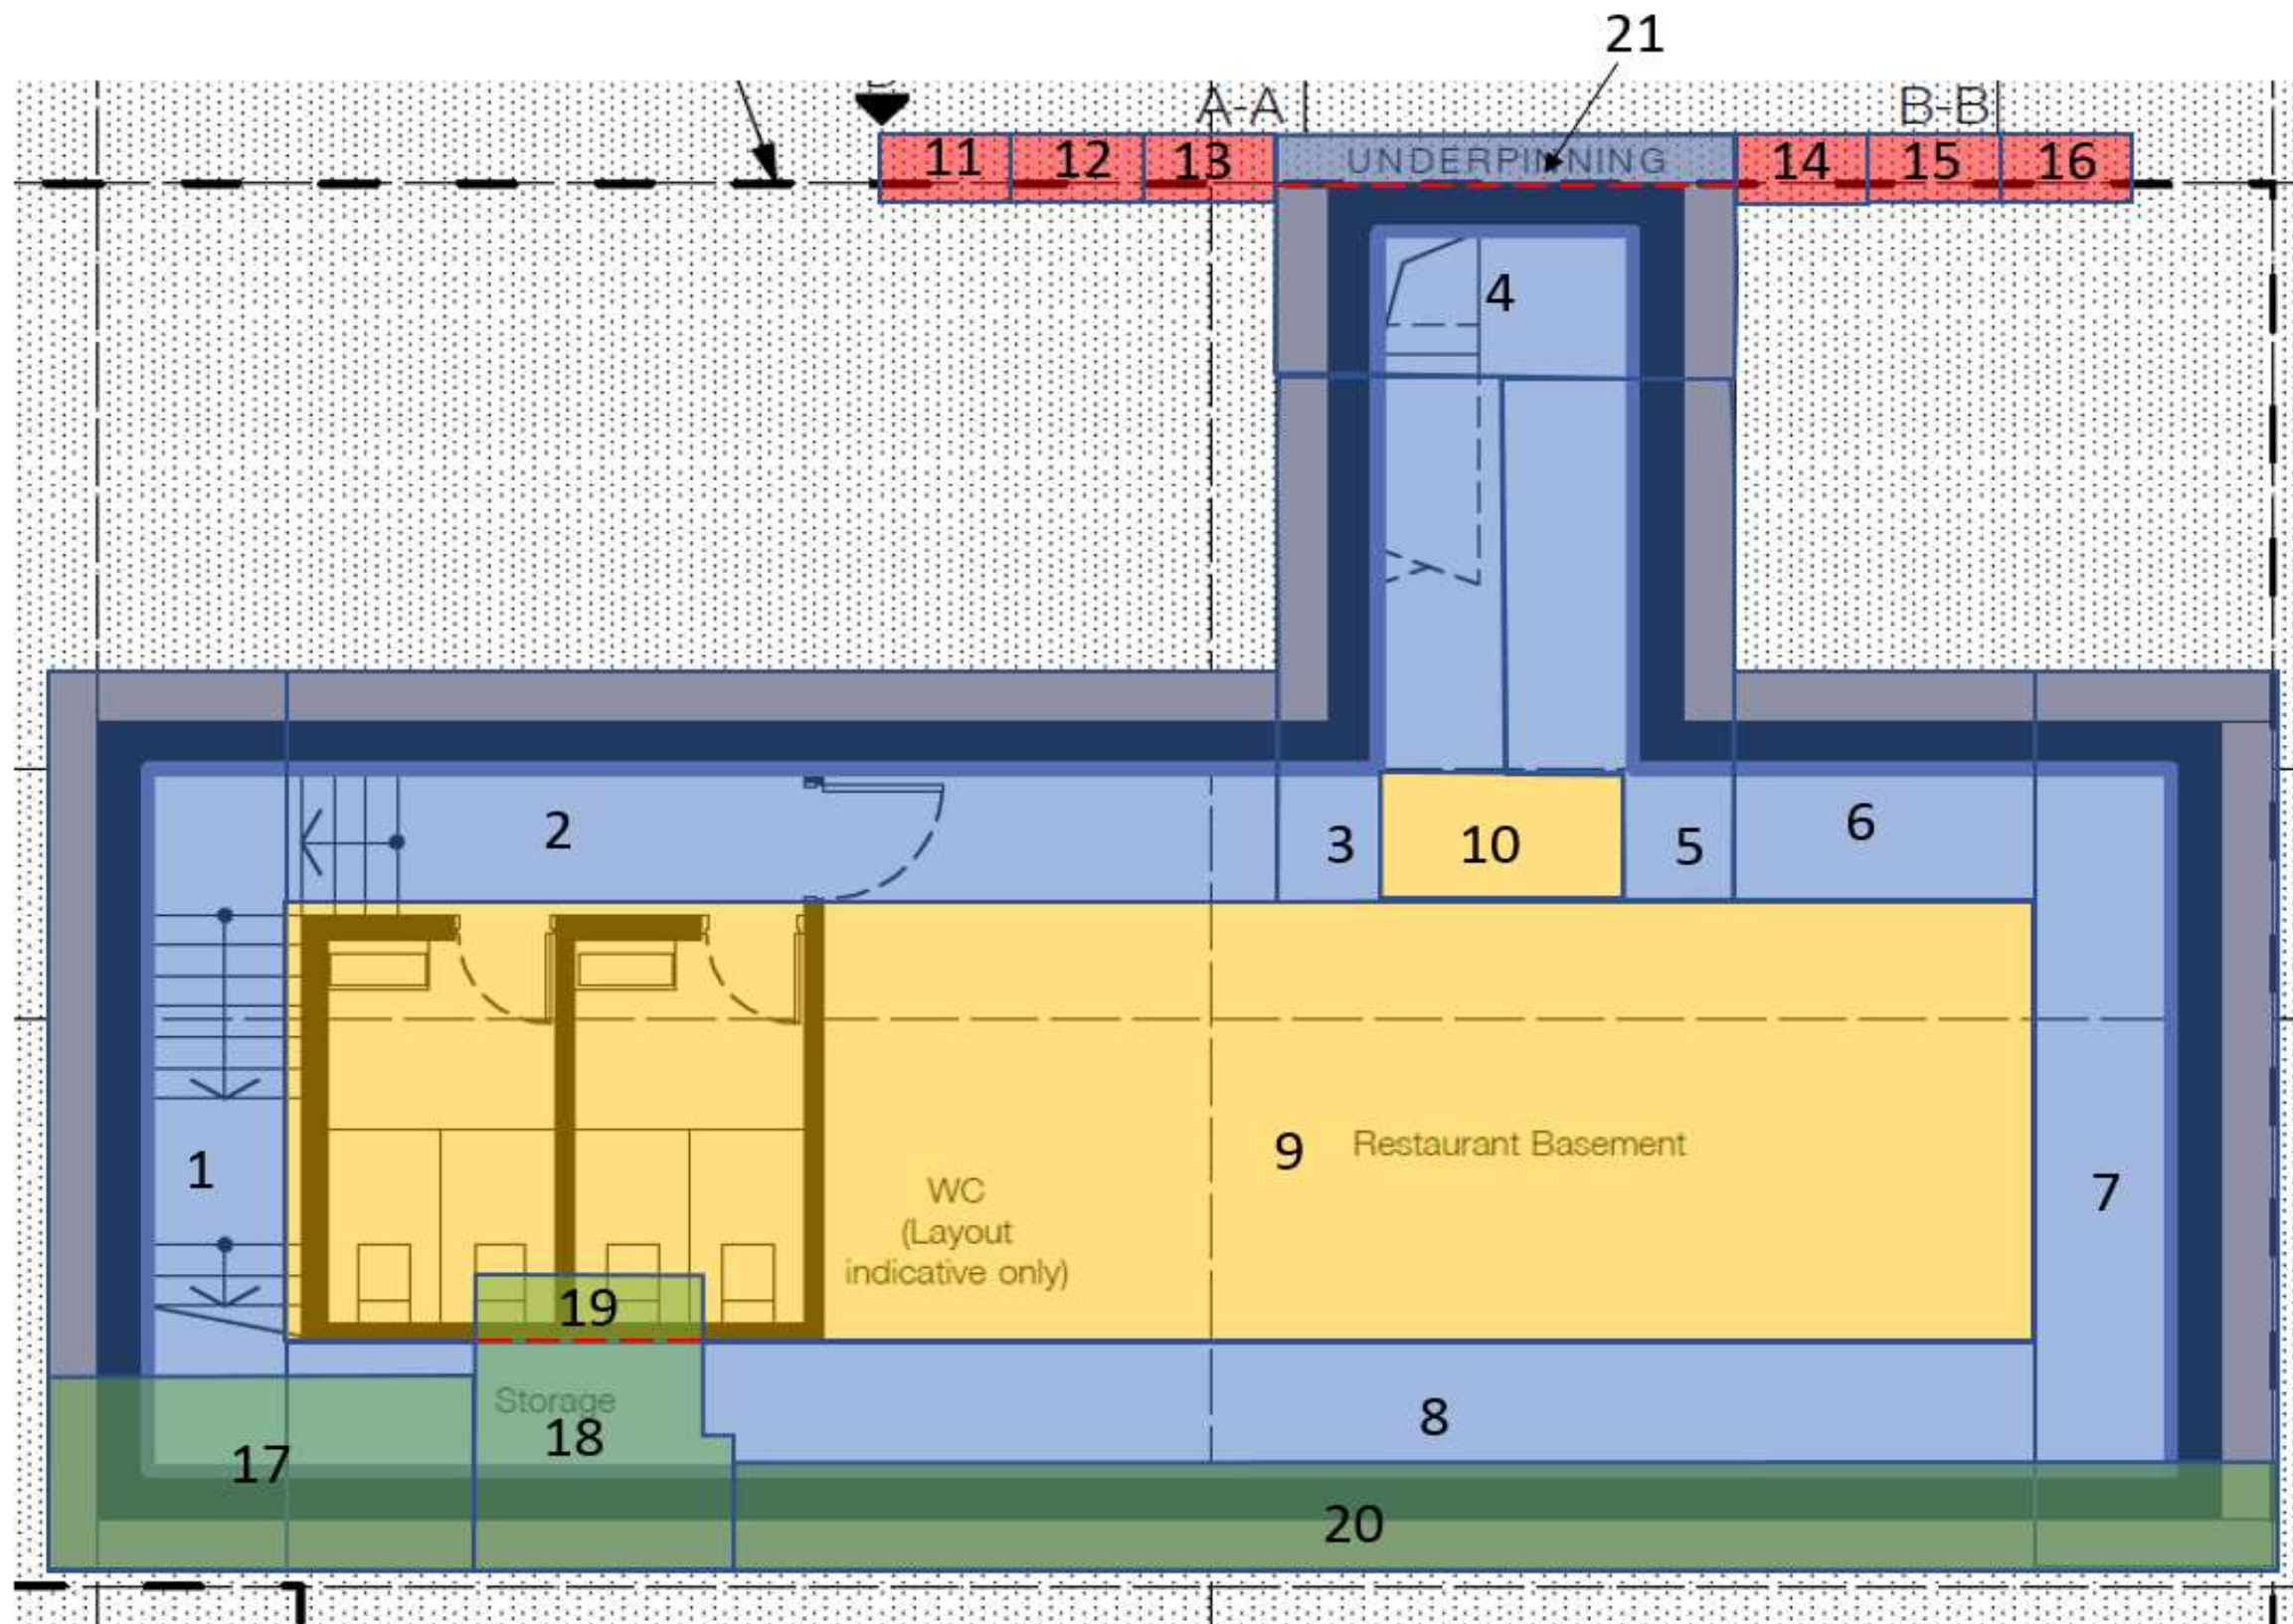 21
A-A
B-B
11 12 13 UNDERPINNING 14 15 16
4
2
3 10 5 6
9 Restaurant Basement
1
7
WC
(Layout
indicative only)
19
Storage
18
8
17
20